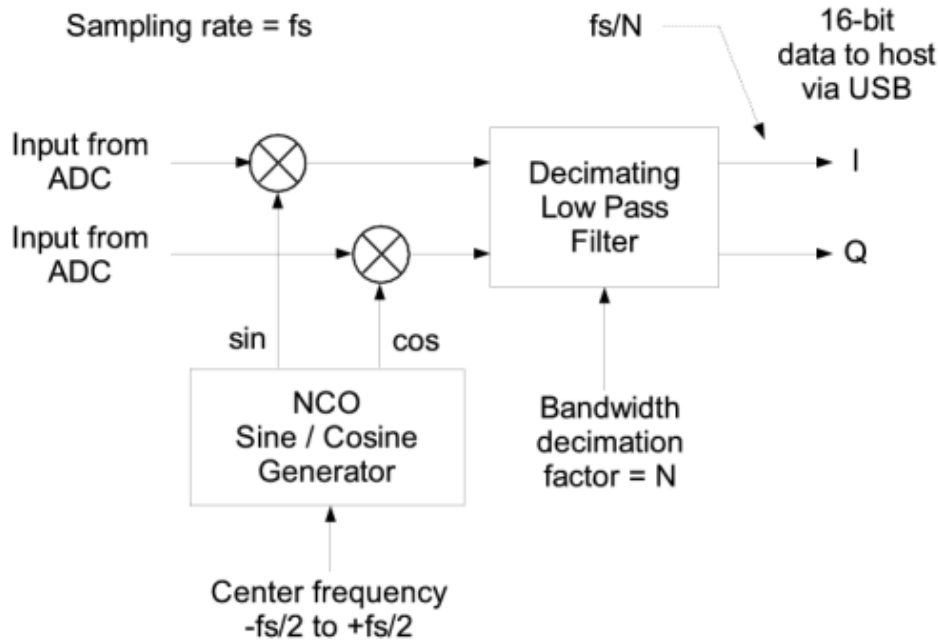 Sampling rate = fs
fs/N
16-bit
data to host
via USB
Input from
ADC
I
Decimating
Low Pass
Filter
Input from
ADC
Q
sin
cos
NCO
Sine / Cosine
Generator
Bandwidth
decimation
factor = N
Center frequency
-fs/2 to +fs/2